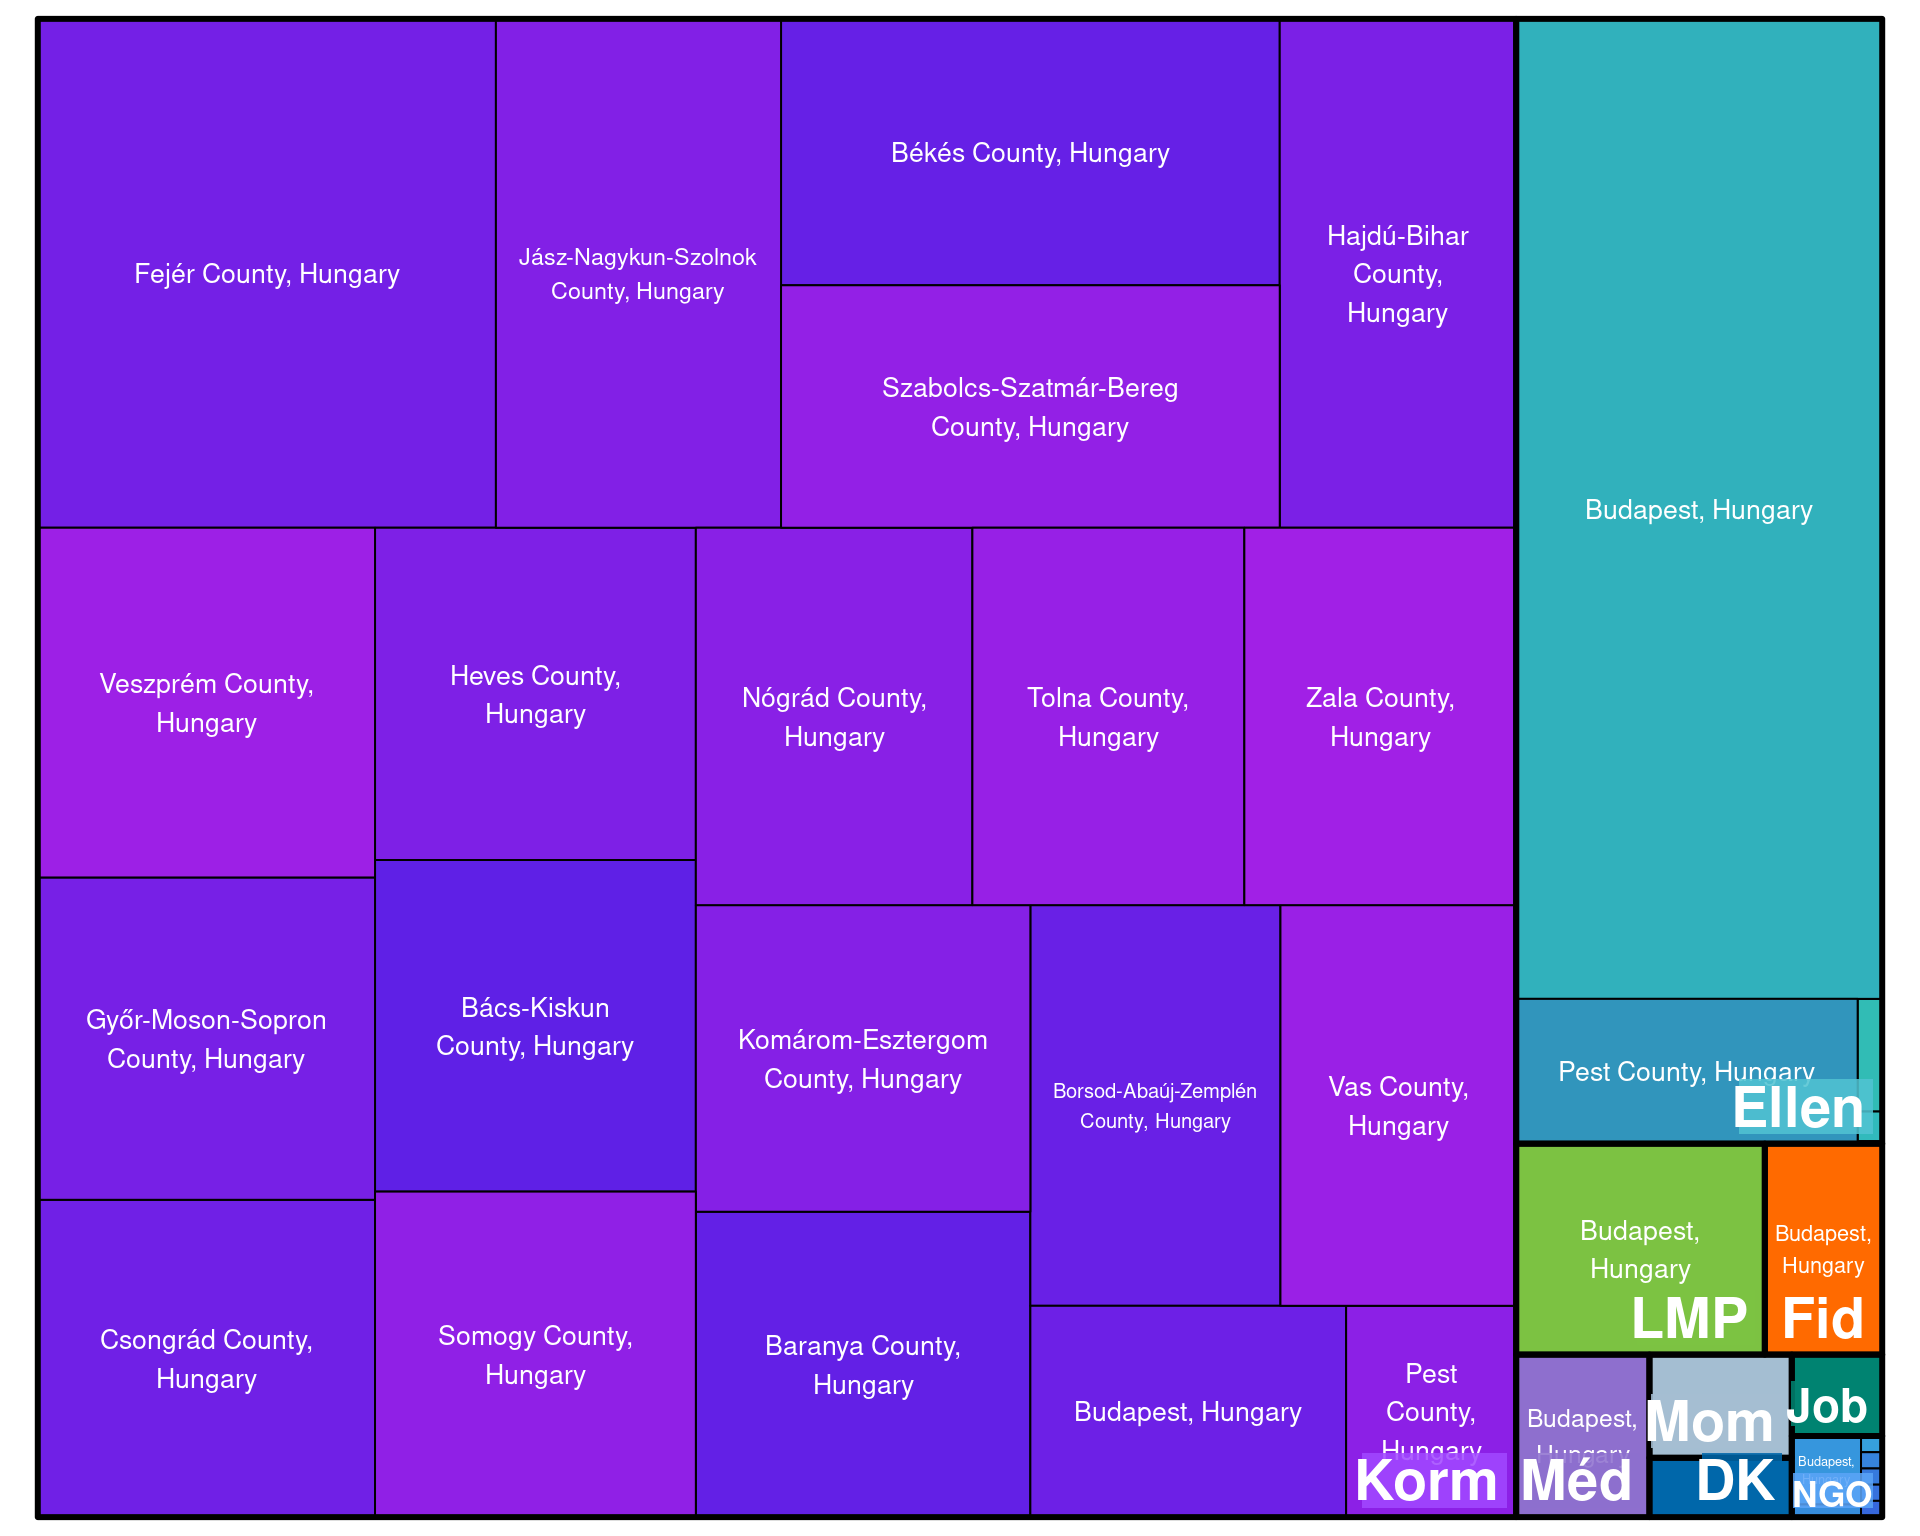 Fejér County, Hungary
Jász-Nagykun-Szolnok
County, Hungary
Békés County, Hungary
Szabolcs-Szatmár-Bereg
County, Hungary
Hajdú-Bihar
County,
Hungary
Veszprém County,
Hungary
Heves County,
Hungary
Nógrád County,
Hungary
Tolna County,
Hungary
Zala County,
Hungary
Győr-Moson-Sopron
County, Hungary
Bács-Kiskun
County, Hungary
Komárom-Esztergom
County, Hungary
Borsod-Abaúj-Zemplén
County, Hungary
Vas County,
Hungary
Csongrád County,
Hungary
Somogy County,
Hungary
Baranya County,
Hungary
Budapest, Hungary
Pest
County,
Hungary
Korm
Budapest, Hungary
Pest County, Hungary
Ellen
Budapest,
Hungary
LMP
Budapest,
Hungary
Fid
Budapest,
Hungary
Méd
Mom
DK
Job
Budapest,
NGO